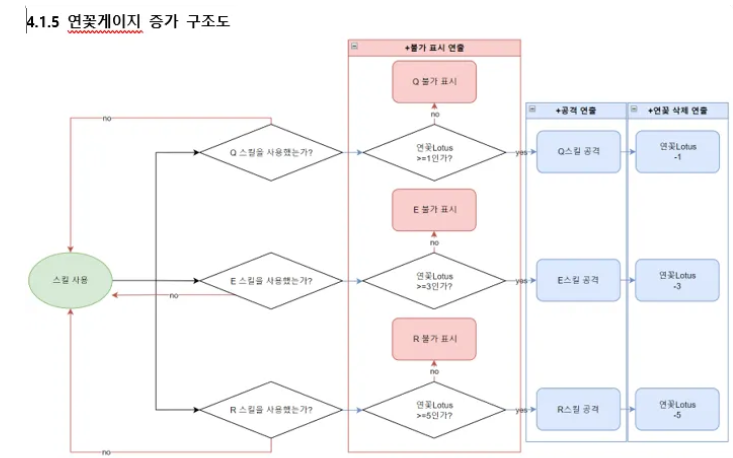 4.1.5 연꽃게이지 증가 구조도
+불가 표시 연출
Q 불가 표시
no
+공격 연출
+연꽃 삭제 연출
no
Q 스킬을 사용했는가?
연꽃Lotus
>=1인가?
yes
Q스킬 공격
연꽃Lotus
-1
E 불가 표시
no
스킬 사용
E 스킬을 사용했는가?
연꽃Lotus
>=3인가?
yes
E스킬 공격
연꽃Lotus
-3
no
R 불가 표시
no
R 스킬을 사용했는가?
연꽃Lotus
>=5인가?
yes
R스킬 공격
연꽃Lotus
-5
no